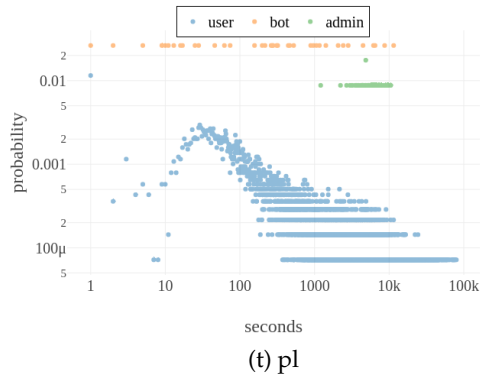 user bot admin
2
0.01
5
2
0.001
5
2
100μ
5
probability
1 10 100 1000 10k 100k
seconds
(t) pl